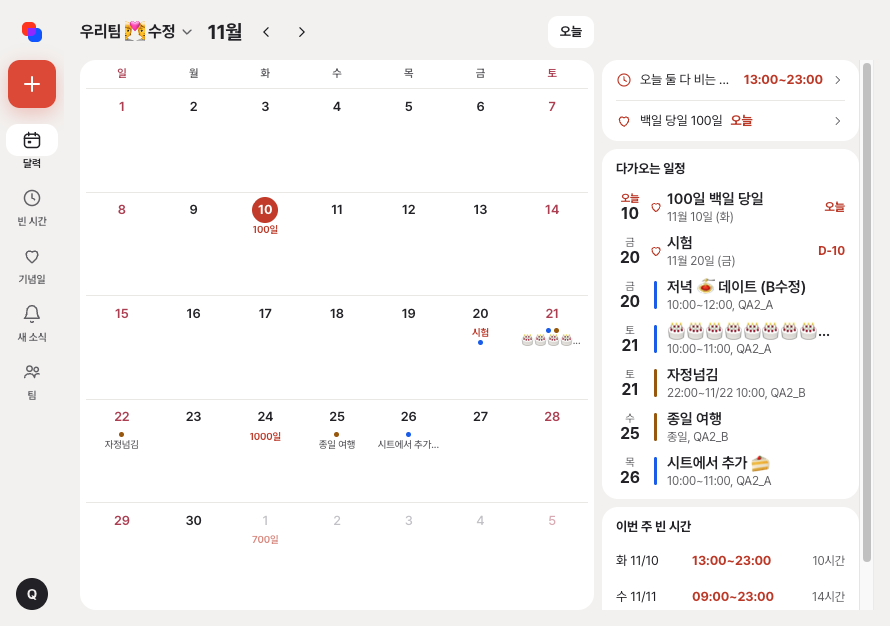 우리팀👩‍❤️‍👨수정
11월
오늘
달력
빈 시간
기념일
새 소식
팀
Q
일 월 화 수 목 금 토
1 2 3 4 5 6 7
8 9 10 11 12 13 14
100일
15 16 17 18 19 20 21
시험
🎂🎂🎂🎂...
22 23 24 25 26 27 28
자정넘김 1000일 종일 여행 시트에서 추가...
29 30 1 2 3 4 5
700일
오늘 둘 다 비는 ... 13:00~23:00
백일 당일 100일 오늘
다가오는 일정
오늘
10
100일 백일 당일
11월 10일 (화)
오늘
금
20
시험
11월 20일 (금)
D-10
금
20
저녁 🍝 데이트 (B수정)
10:00~12:00, QA2_A
토
21
🎂🎂🎂🎂🎂🎂🎂🎂...
10:00~11:00, QA2_A
토
21
자정넘김
22:00~11/22 10:00, QA2_B
수
25
종일 여행
종일, QA2_B
목
26
시트에서 추가 🍰
10:00~11:00, QA2_A
이번 주 빈 시간
화 11/10 13:00~23:00 10시간
수 11/11 09:00~23:00 14시간